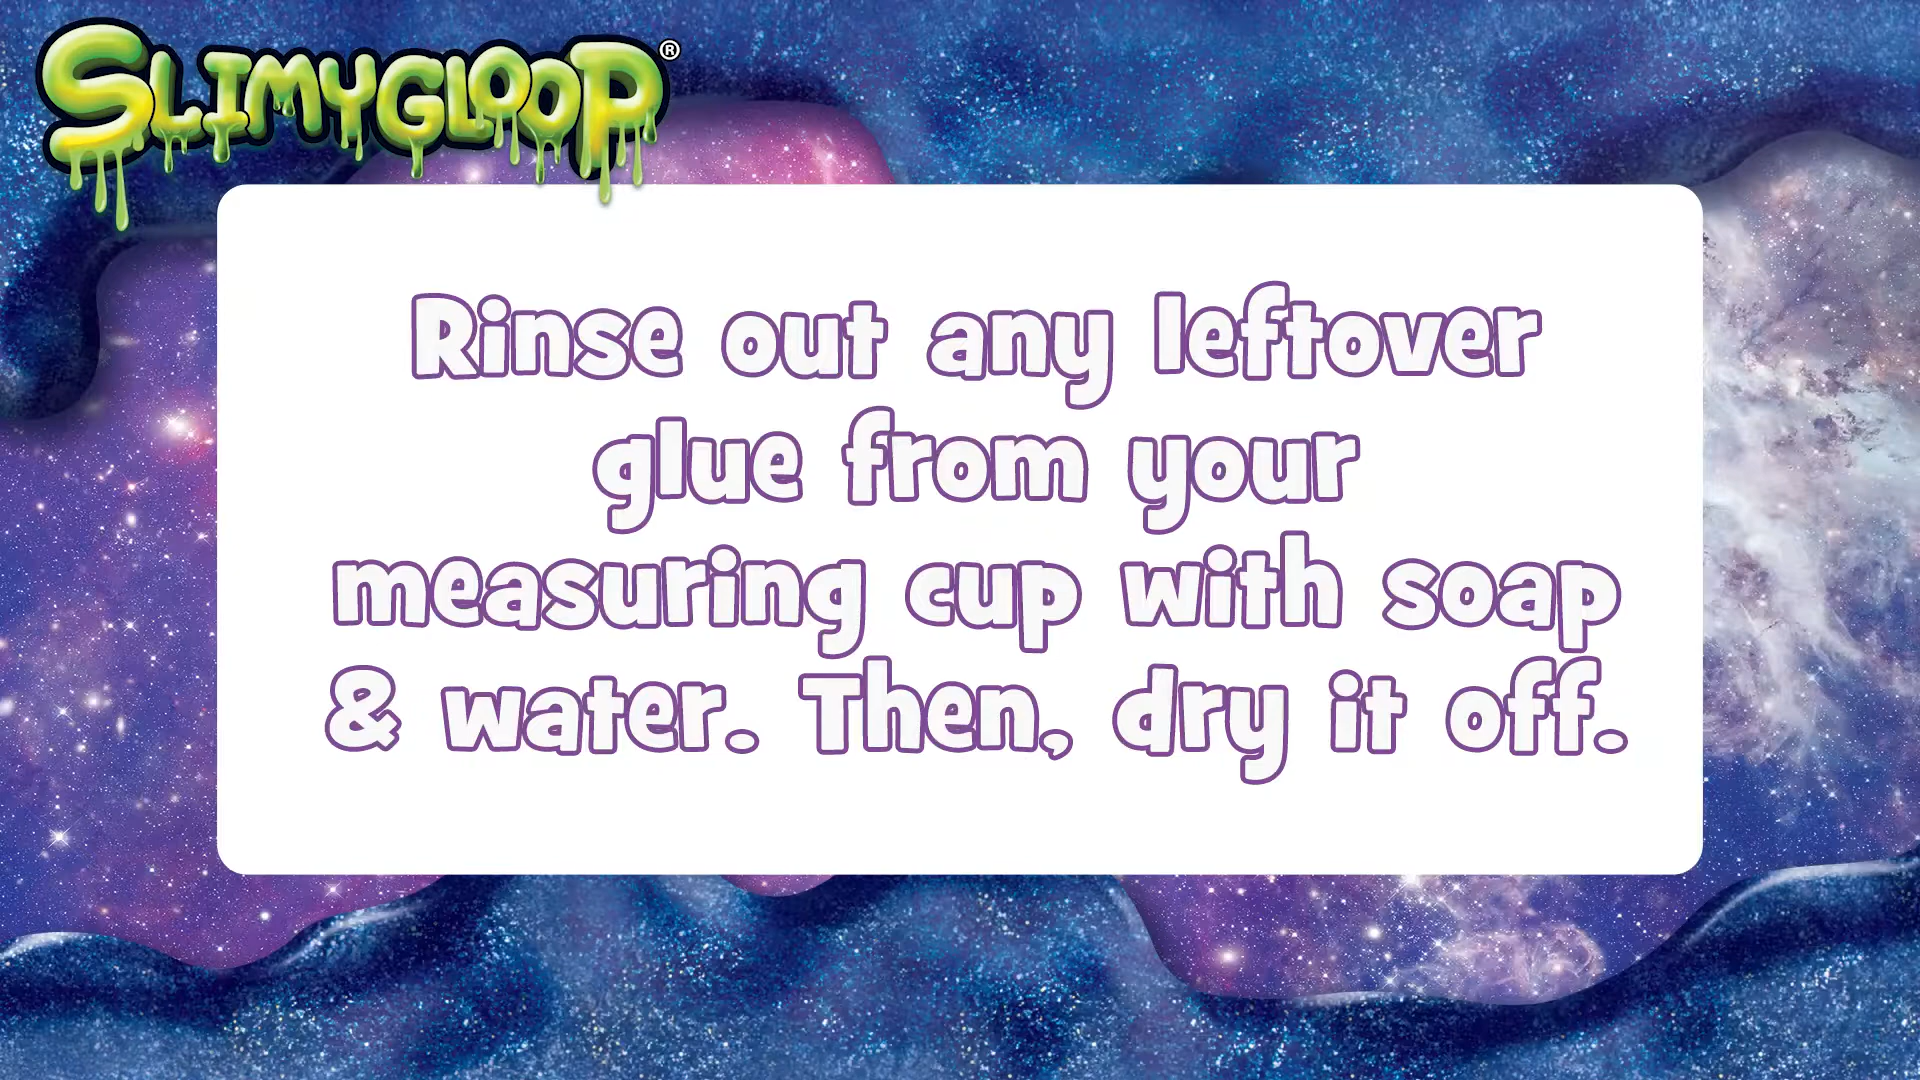 SLIMYGLOOP®
Rinse out any leftover
glue from your
measuring cup with soap
& water. Then, dry it off.